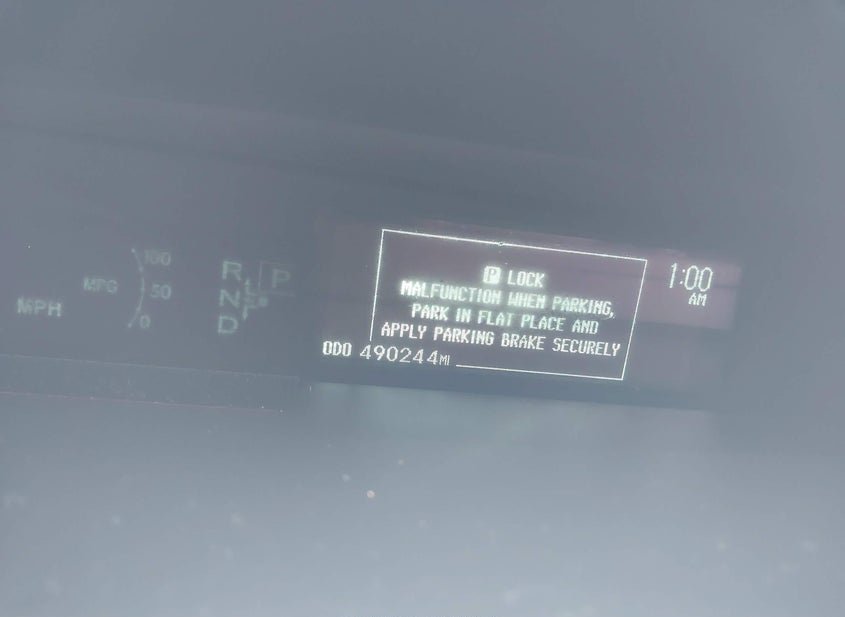 100
MPG
50
0
MPH
R
P
N
D
P LOCK
MALFUNCTION WHEN PARKING,
PARK IN FLAT PLACE AND
APPLY PARKING BRAKE SECURELY
ODO 490244MI
1:00
AM